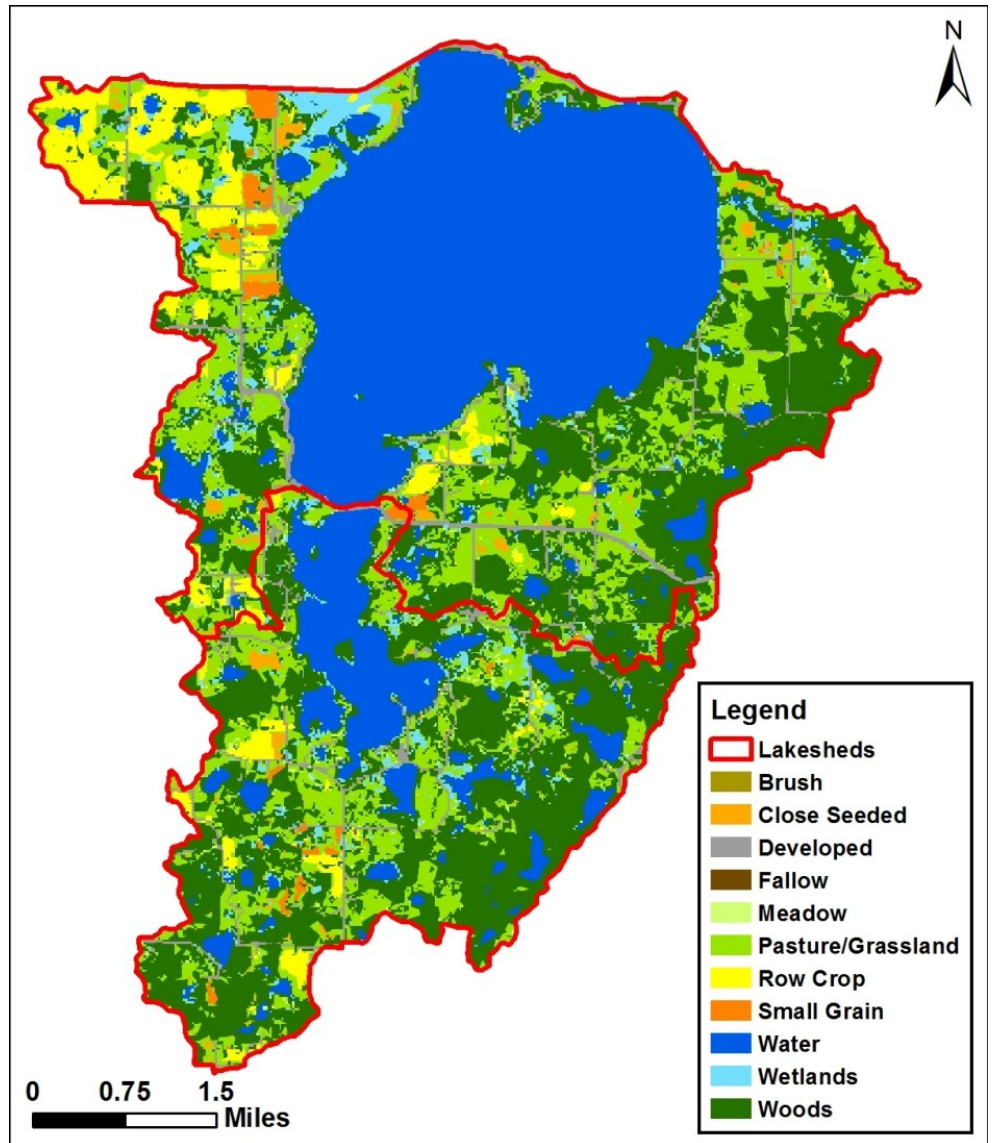 N
Legend
Lakesheds
Brush
Close Seeded
Developed
Fallow
Meadow
Pasture/Grassland
Row Crop
Small Grain
Water
Wetlands
Woods
0 0.75 1.5
Miles